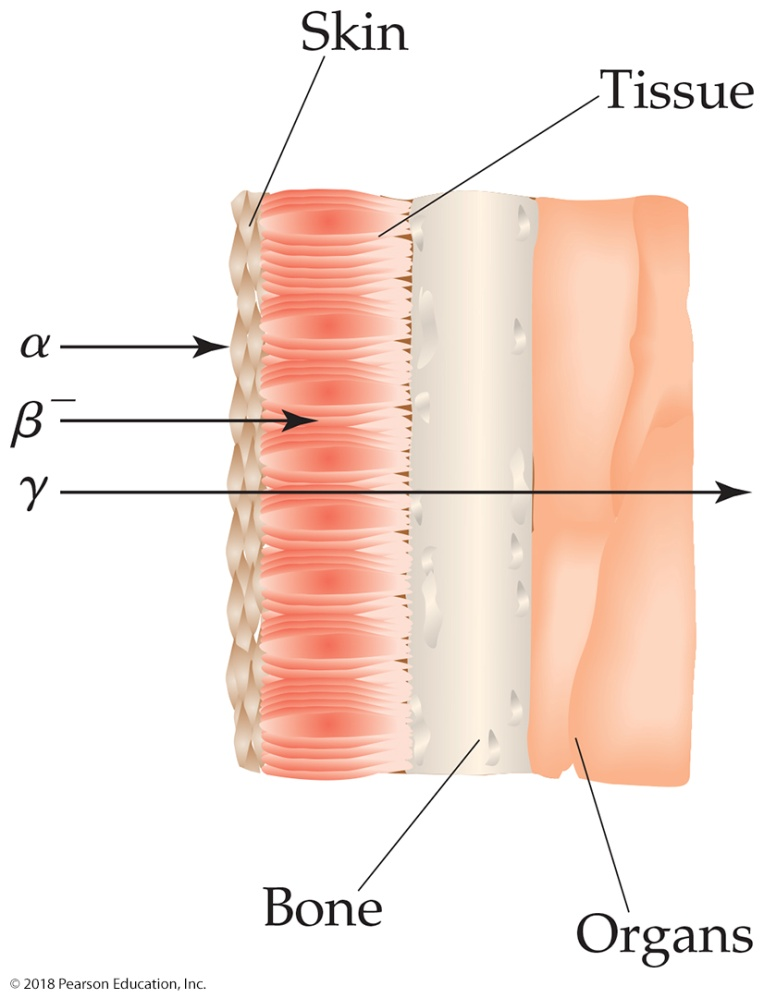 Skin
Tissue
α
β⁻
γ
Bone
Organs
© 2018 Pearson Education, Inc.